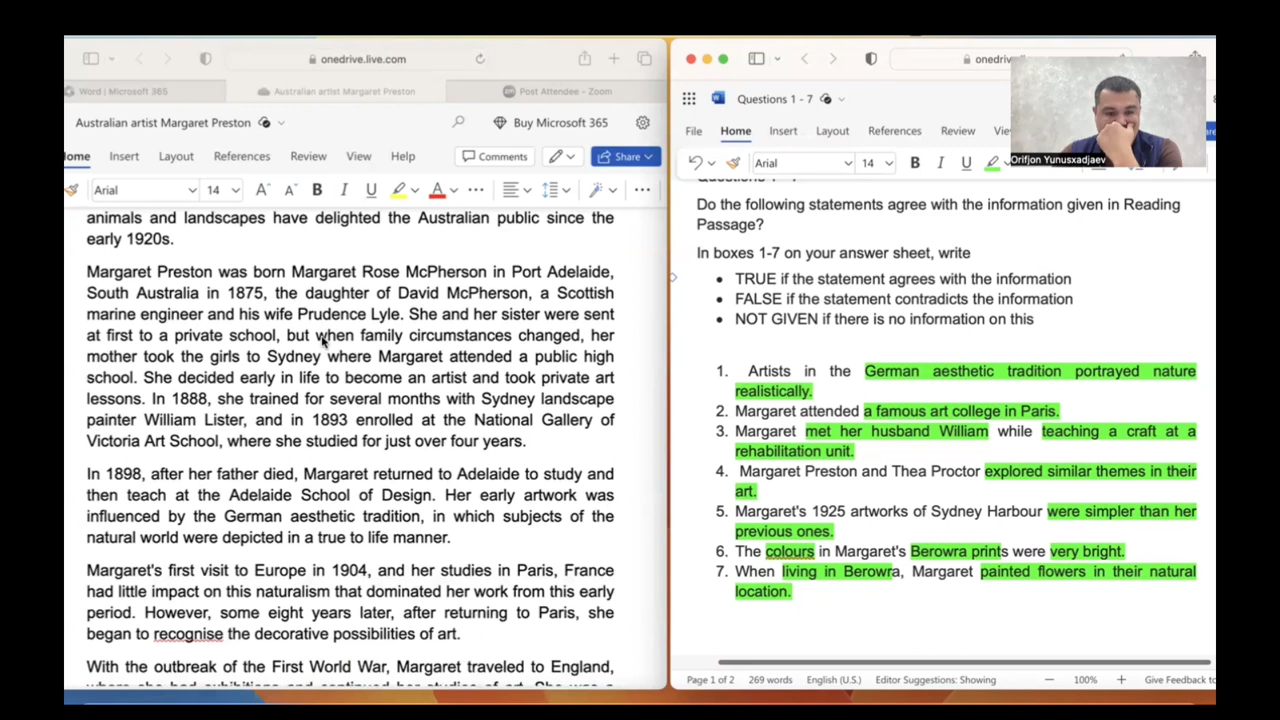 onedrive.live.com
Word | Microsoft 365
Australian artist Margaret Preston
Post Attendee - Zoom
Australian artist Margaret Preston
Buy Microsoft 365
ome
Insert
Layout
References
Review
View
Help
Comments
Share
Arial
14
animals and landscapes have delighted the Australian public since the
early 1920s.
Margaret Preston was born Margaret Rose McPherson in Port Adelaide,
South Australia in 1875, the daughter of David McPherson, a Scottish
marine engineer and his wife Prudence Lyle. She and her sister were sent
at first to a private school, but when family circumstances changed, her
mother took the girls to Sydney where Margaret attended a public high
school. She decided early in life to become an artist and took private art
lessons. In 1888, she trained for several months with Sydney landscape
painter William Lister, and in 1893 enrolled at the National Gallery of
Victoria Art School, where she studied for just over four years.
In 1898, after her father died, Margaret returned to Adelaide to study and
then teach at the Adelaide School of Design. Her early artwork was
influenced by the German aesthetic tradition, in which subjects of the
natural world were depicted in a true to life manner.
Margaret's first visit to Europe in 1904, and her studies in Paris, France
had little impact on this naturalism that dominated her work from this early
period. However, some eight years later, after returning to Paris, she
began to recognise the decorative possibilities of art.
With the outbreak of the First World War, Margaret traveled to England,
onedriv
Orifjon Yunusxadjaev
Questions 1 - 7
File
Home
Insert
Layout
References
Review
Vie
Arial
14
Do the following statements agree with the information given in Reading
Passage?
In boxes 1-7 on your answer sheet, write
• TRUE if the statement agrees with the information
• FALSE if the statement contradicts the information
• NOT GIVEN if there is no information on this
1. Artists in the German aesthetic tradition portrayed nature
realistically.
2. Margaret attended a famous art college in Paris.
3. Margaret met her husband William while teaching a craft at a
rehabilitation unit.
4. Margaret Preston and Thea Proctor explored similar themes in their
art.
5. Margaret's 1925 artworks of Sydney Harbour were simpler than her
previous ones.
6. The colours in Margaret's Berowra prints were very bright.
7. When living in Berowra, Margaret painted flowers in their natural
location.
Page 1 of 2
269 words
English (U.S.)
Editor Suggestions: Showing
100%
Give Feedback to